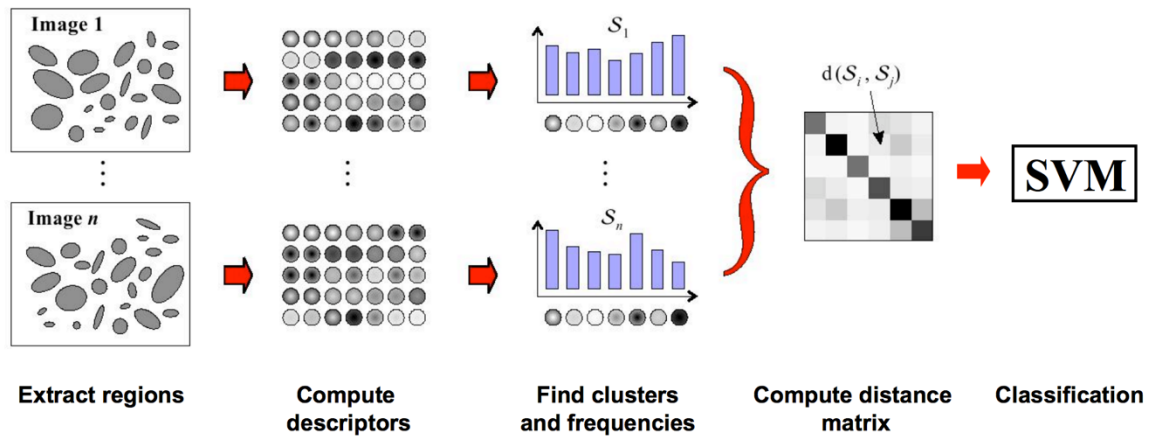 Image 1
S₁
d(Sᵢ, Sⱼ)
SVM
Image n
Sₙ
Extract regions
Compute
descriptors
Find clusters
and frequencies
Compute distance
matrix
Classification